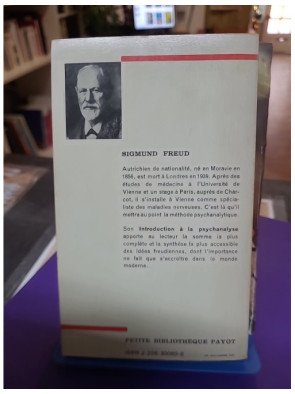 SIGMUND FREUD
Autrichien de nationalité, né en Moravie en
1856, est mort à Londres en 1939. Après des
études de médecine à l'Université de
Vienne et un stage à Paris, auprès de Char-
cot, il s'installe à Vienne comme spécia-
liste des maladies nerveuses. C'est là qu'il
mettra au point la méthode psychanalytique.
Son Introduction à la psychanalyse
apporte au lecteur la somme la plus
complète et la synthèse la plus accessible
des idées freudiennes, dont l'importance
ne fait que s'accroître dans le monde
moderne.
PETITE BIBLIOTHÈQUE PAYOT